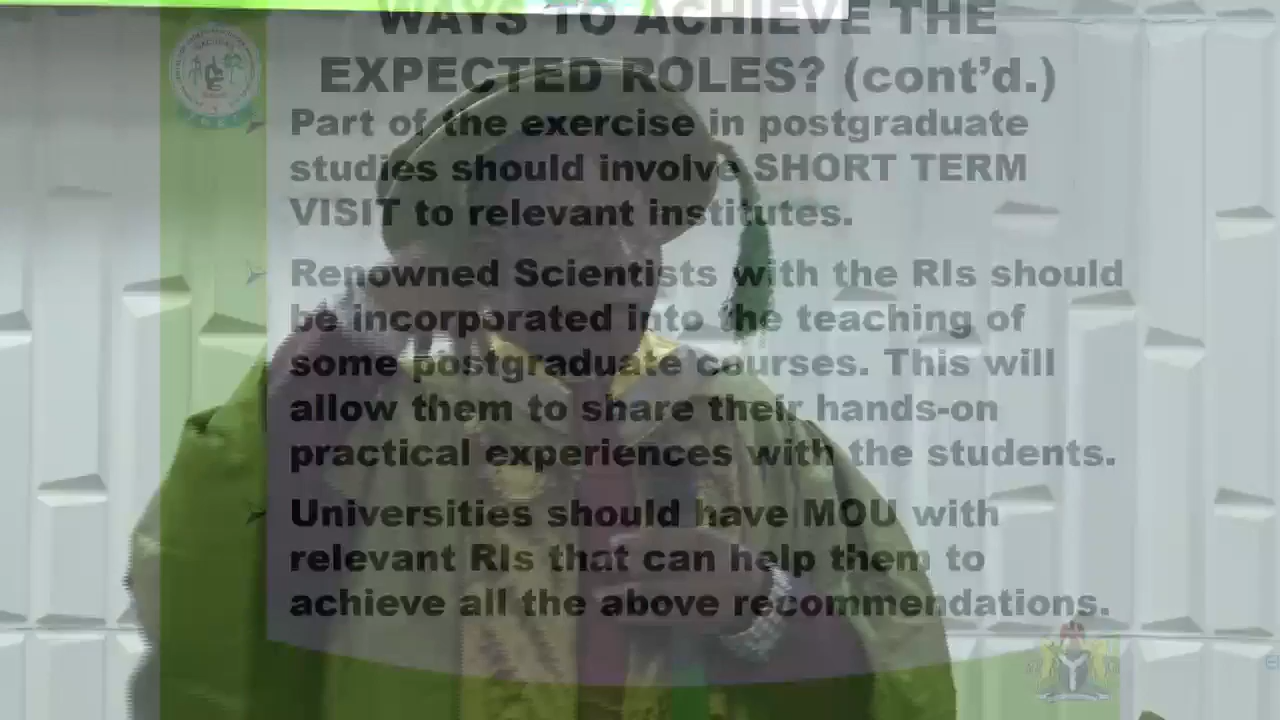 WAYS TO ACHIEVE THE
EXPECTED ROLES? (cont’d.)
Part of the exercise in postgraduate
studies should involve SHORT TERM
VISIT to relevant institutes.
Renowned Scientists with the RIs should
be incorporated into the teaching of
some postgraduate courses. This will
allow them to share their hands-on
practical experiences with the students.
Universities should have MOU with
relevant RIs that can help them to
achieve all the above recommendations.